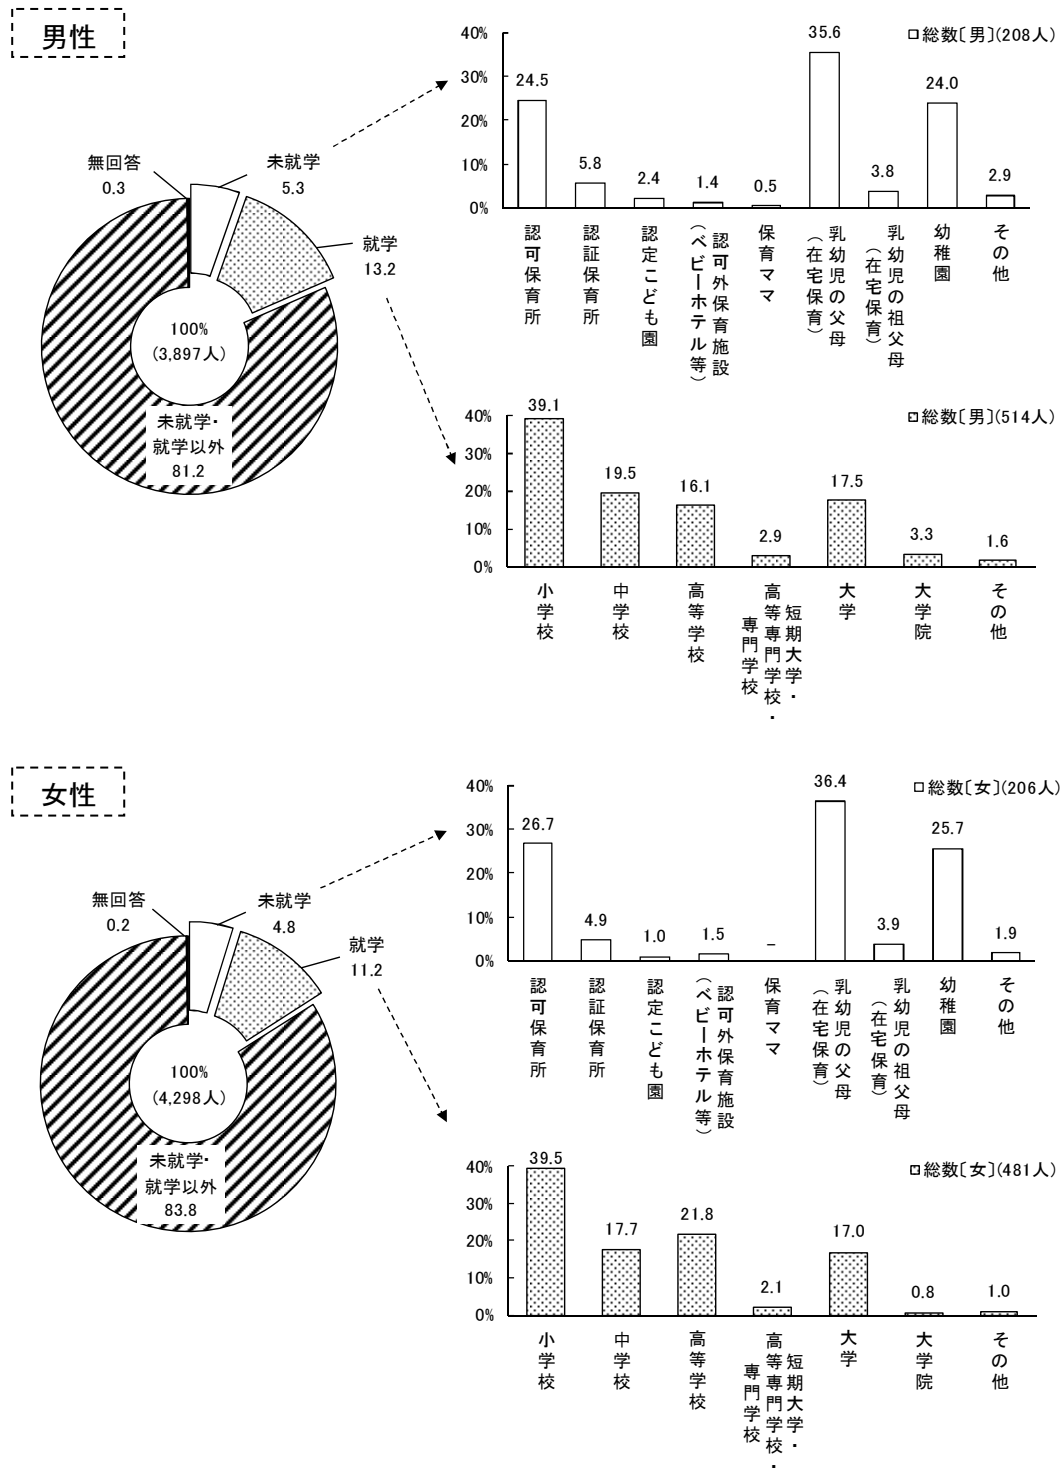 男性
無回答
0.3
未就学
5.3
就学
13.2
100%
(3,897人)
未就学・
就学以外
81.2
□総数〔男〕(208人)
40%
30%
20%
10%
0%
24.5
5.8
2.4
1.4
0.5
35.6
3.8
24.0
2.9
認可保育所
認証保育所
認定こども園
認可外保育施設
(ベビーホテル等)
保育ママ
乳幼児の父母
(在宅保育)
乳幼児の祖父母
(在宅保育)
幼稚園
その他
総数〔男〕(514人)
40%
30%
20%
10%
0%
39.1
19.5
16.1
2.9
17.5
3.3
1.6
小学校
中学校
高等学校
短期大学・
高等専門学校・
専門学校
大学
大学院
その他
女性
無回答
0.2
未就学
4.8
就学
11.2
100%
(4,298人)
未就学・
就学以外
83.8
□総数〔女〕(206人)
40%
30%
20%
10%
0%
26.7
4.9
1.0
1.5
–
36.4
3.9
25.7
1.9
認可保育所
認証保育所
認定こども園
認可外保育施設
(ベビーホテル等)
保育ママ
乳幼児の父母
(在宅保育)
乳幼児の祖父母
(在宅保育)
幼稚園
その他
総数〔女〕(481人)
40%
30%
20%
10%
0%
39.5
17.7
21.8
2.1
17.0
0.8
1.0
小学校
中学校
高等学校
短期大学・
高等専門学校・
専門学校
大学
大学院
その他